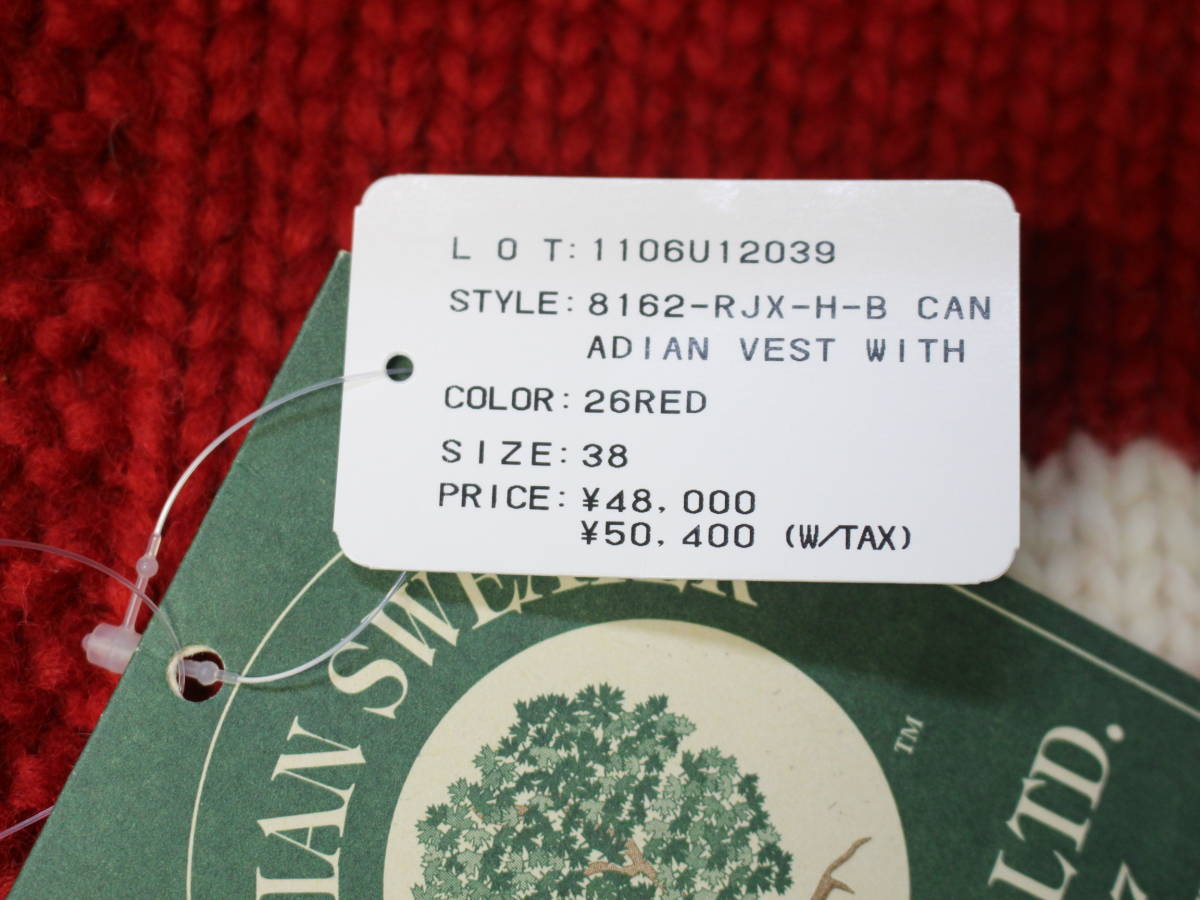 L O T: 1106U12039
STYLE: 8162-RJX-H-B CAN
ADIAN VEST WITH
COLOR: 26RED
SIZE: 38
PRICE: ¥48,000
¥50,400 (W/TAX)
LTD.
TM